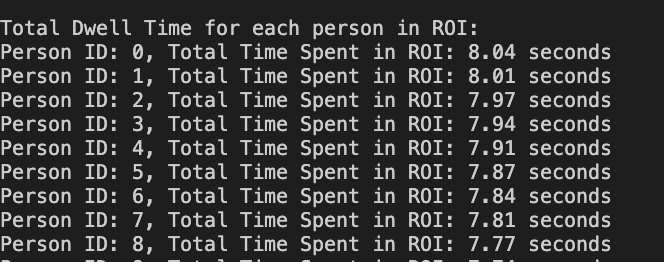 Total Dwell Time for each person in ROI:
Person ID: 0, Total Time Spent in ROI: 8.04 seconds
Person ID: 1, Total Time Spent in ROI: 8.01 seconds
Person ID: 2, Total Time Spent in ROI: 7.97 seconds
Person ID: 3, Total Time Spent in ROI: 7.94 seconds
Person ID: 4, Total Time Spent in ROI: 7.91 seconds
Person ID: 5, Total Time Spent in ROI: 7.87 seconds
Person ID: 6, Total Time Spent in ROI: 7.84 seconds
Person ID: 7, Total Time Spent in ROI: 7.81 seconds
Person ID: 8, Total Time Spent in ROI: 7.77 seconds